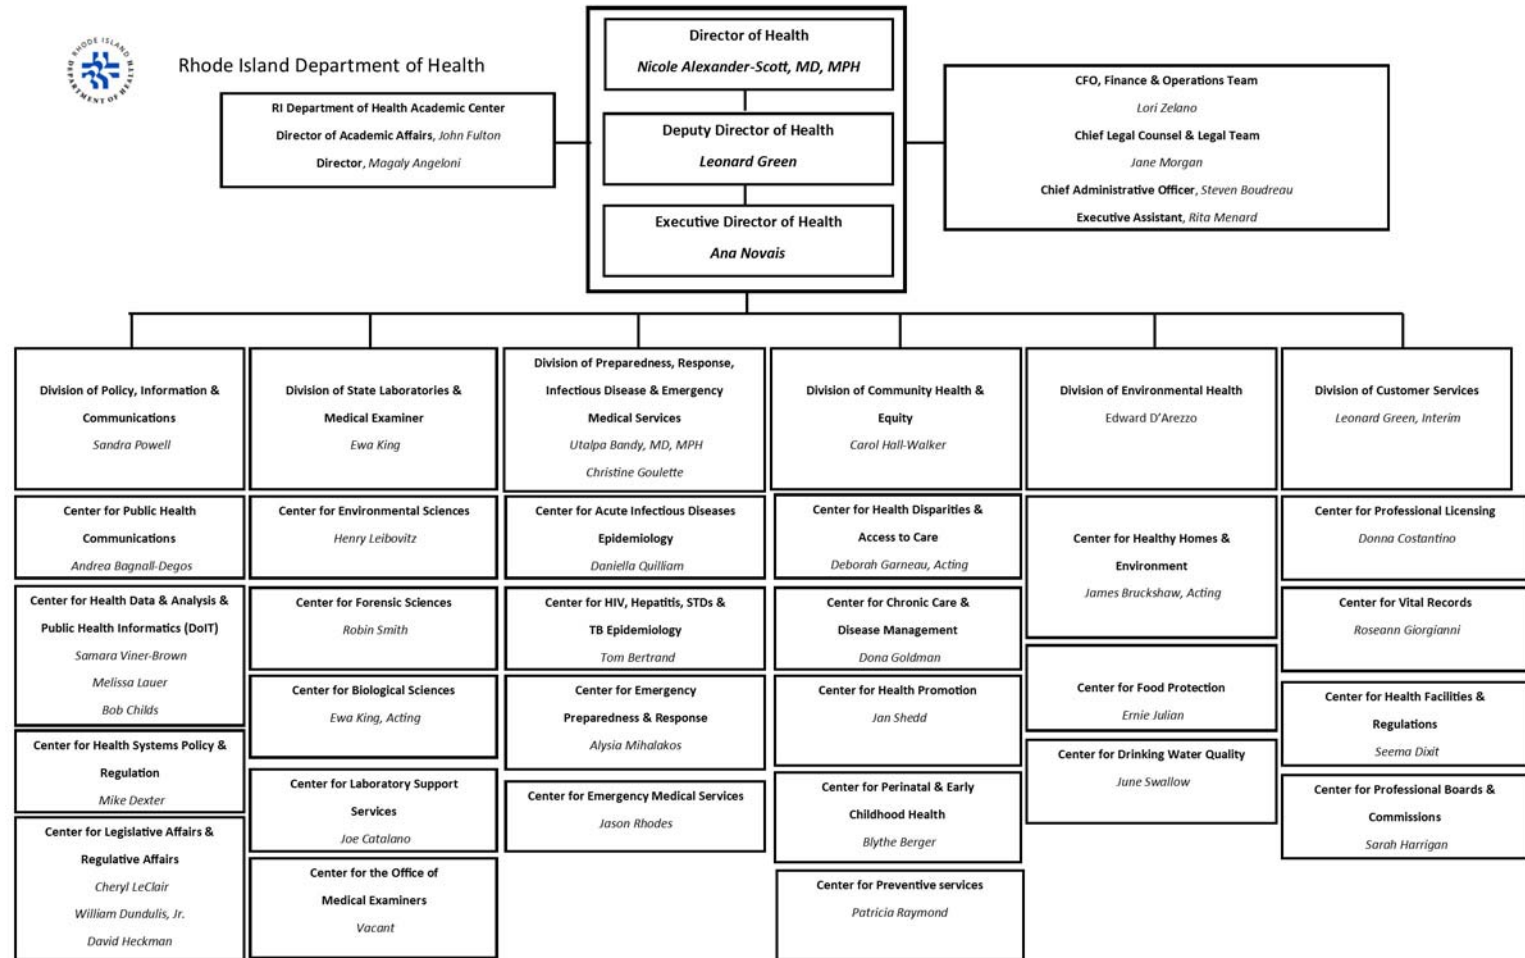 RHODE ISLAND
DEPARTMENT OF HEALTH
Rhode Island Department of Health
Director of Health
Nicole Alexander-Scott, MD, MPH
Deputy Director of Health
Leonard Green
Executive Director of Health
Ana Novais
RI Department of Health Academic Center
Director of Academic Affairs, John Fulton
Director, Magaly Angeloni
CFO, Finance & Operations Team
Lori Zelano
Chief Legal Counsel & Legal Team
Jane Morgan
Chief Administrative Officer, Steven Boudreau
Executive Assistant, Rita Menard
Division of Policy, Information &
Communications
Sandra Powell
Center for Public Health
Communications
Andrea Bagnall-Degos
Center for Health Data & Analysis &
Public Health Informatics (DoIT)
Samara Viner-Brown
Melissa Lauer
Bob Childs
Center for Health Systems Policy &
Regulation
Mike Dexter
Center for Legislative Affairs &
Regulative Affairs
Cheryl LeClair
William Dundulis, Jr.
David Heckman
Division of State Laboratories &
Medical Examiner
Ewa King
Center for Environmental Sciences
Henry Leibovitz
Center for Forensic Sciences
Robin Smith
Center for Biological Sciences
Ewa King, Acting
Center for Laboratory Support
Services
Joe Catalano
Center for the Office of
Medical Examiners
Vacant
Division of Preparedness, Response,
Infectious Disease & Emergency
Medical Services
Utalpa Bandy, MD, MPH
Christine Goulette
Center for Acute Infectious Diseases
Epidemiology
Daniella Quilliam
Center for HIV, Hepatitis, STDs &
TB Epidemiology
Tom Bertrand
Center for Emergency
Preparedness & Response
Alysia Mihalakos
Center for Emergency Medical Services
Jason Rhodes
Division of Community Health &
Equity
Carol Hall-Walker
Center for Health Disparities &
Access to Care
Deborah Garneau, Acting
Center for Chronic Care &
Disease Management
Dona Goldman
Center for Health Promotion
Jan Shedd
Center for Perinatal & Early
Childhood Health
Blythe Berger
Center for Preventive services
Patricia Raymond
Division of Environmental Health
Edward D’Arezzo
Center for Healthy Homes &
Environment
James Bruckshaw, Acting
Center for Food Protection
Ernie Julian
Center for Drinking Water Quality
June Swallow
Division of Customer Services
Leonard Green, Interim
Center for Professional Licensing
Donna Costantino
Center for Vital Records
Roseann Giorgianni
Center for Health Facilities &
Regulations
Seema Dixit
Center for Professional Boards &
Commissions
Sarah Harrigan